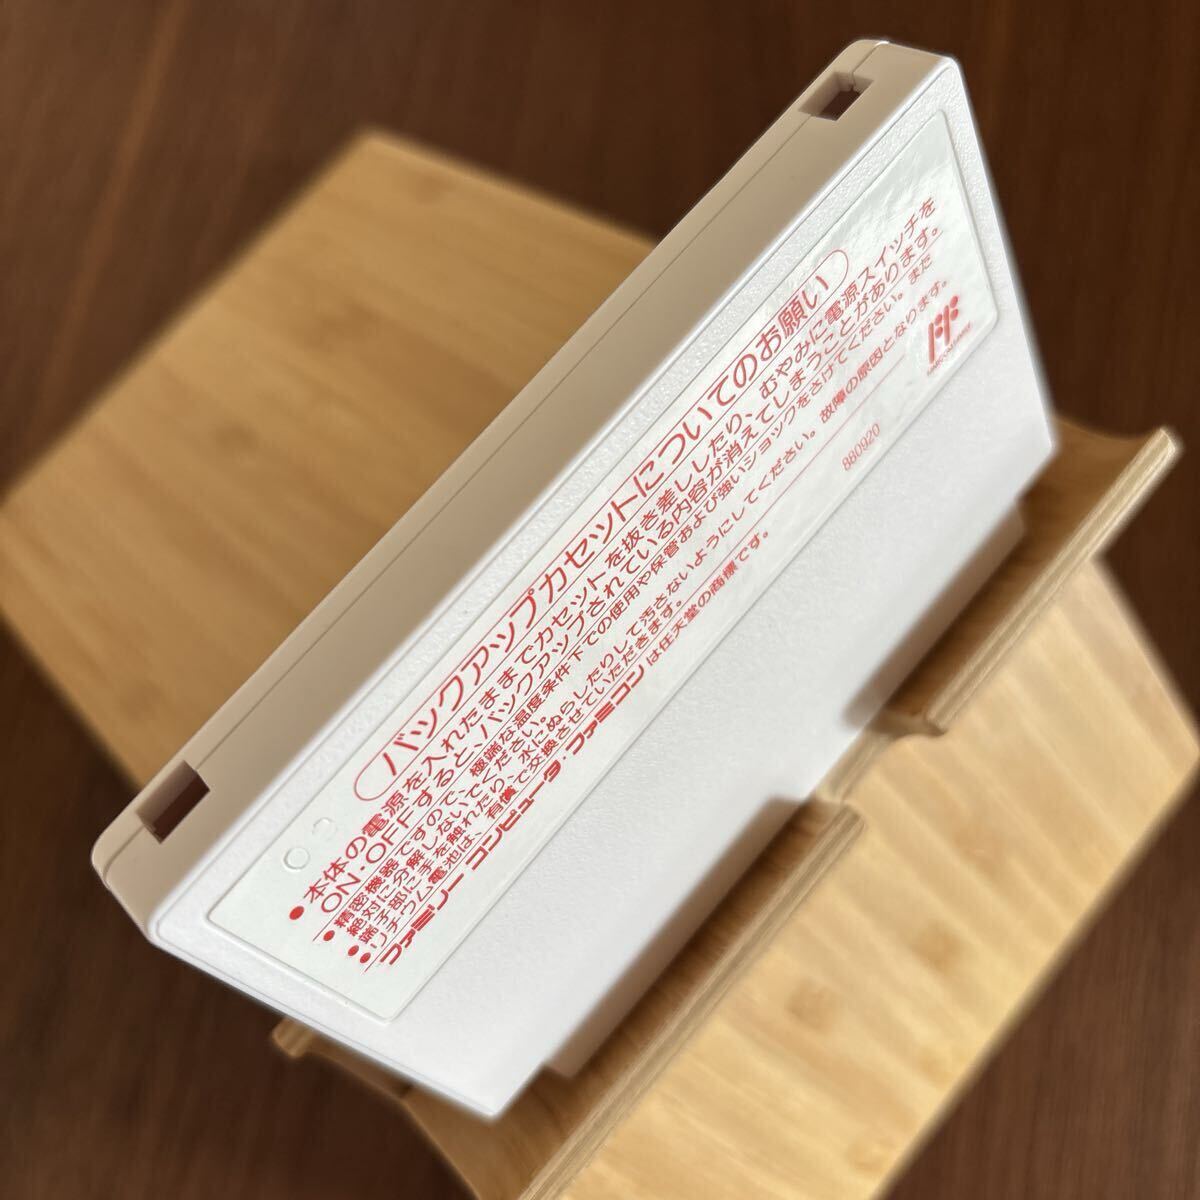 バックアップカセットについてのお願い
●本体の電源を入れたままでカセットを抜き差ししたり、むやみに電源スイッチを
ON・OFFすると、バックアップされている内容が消えてしまうことがあります。
●精密機器ですので、極端な温度条件下での使用や保管および強いショックをさけてください。また
絶対に分解しないでください。
●端子部に手を触れたり、水にぬらしたりして汚さないようにしてください。故障の原因となります。
●リチウム電池は、有償で交換させていただきます。
ファミリー コンピュータ・ファミコンは任天堂の商標です。
880920